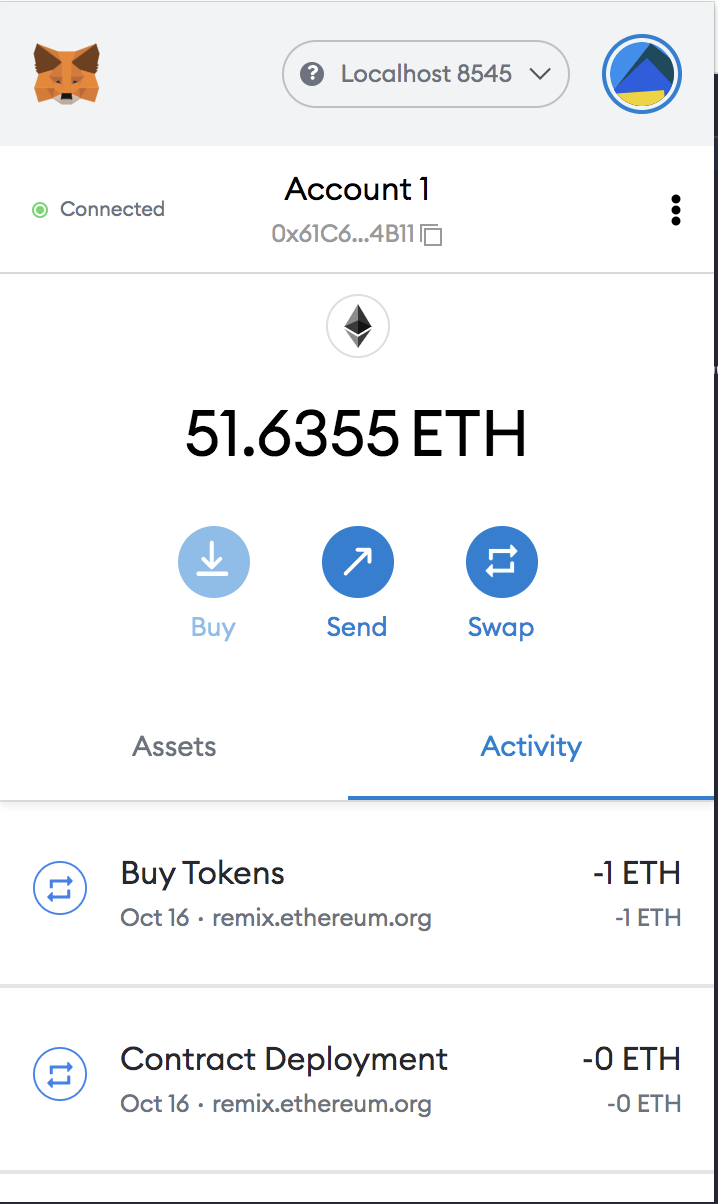 ? Localhost 8545
Connected
Account 1
0x61C6...4B11
51.6355 ETH
Buy Send Swap
Assets Activity
Buy Tokens -1 ETH
Oct 16 · remix.ethereum.org -1 ETH
Contract Deployment -0 ETH
Oct 16 · remix.ethereum.org -0 ETH